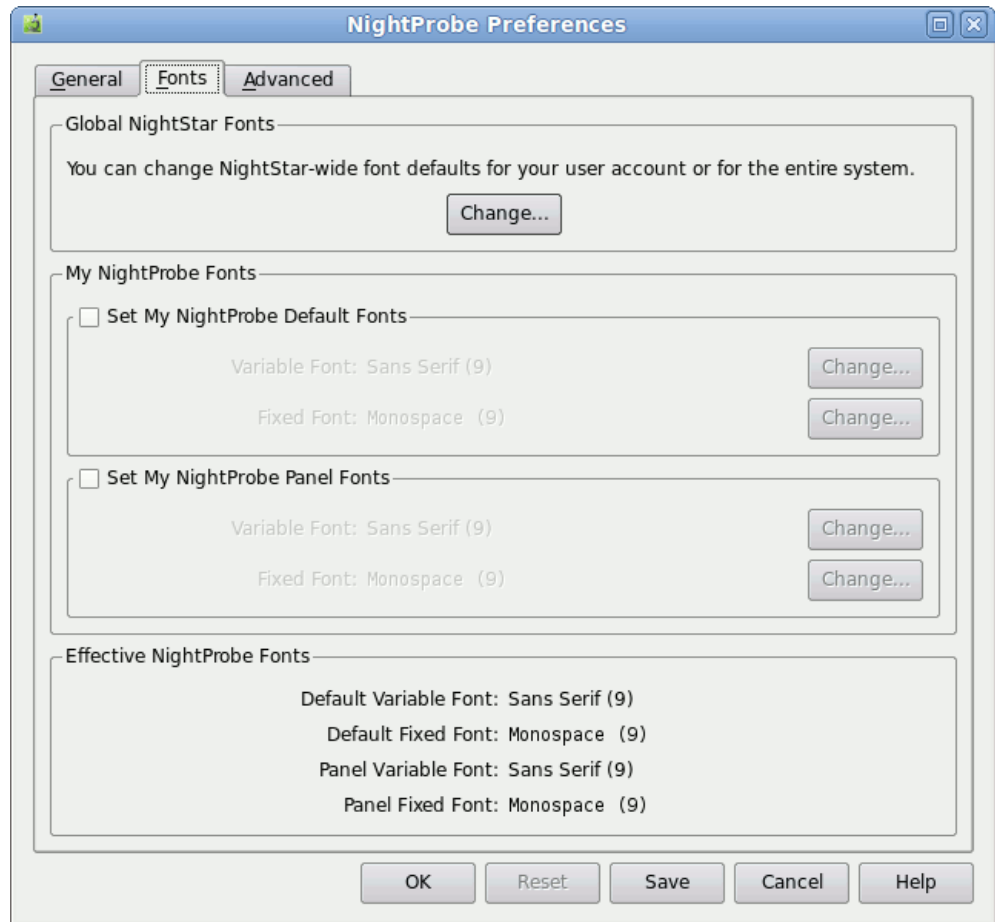 NightProbe Preferences
General Fonts Advanced
Global NightStar Fonts
You can change NightStar-wide font defaults for your user account or for the entire system.
Change...
My NightProbe Fonts
Set My NightProbe Default Fonts
Variable Font: Sans Serif (9) Change...
Fixed Font: Monospace (9) Change...
Set My NightProbe Panel Fonts
Variable Font: Sans Serif (9) Change...
Fixed Font: Monospace (9) Change...
Effective NightProbe Fonts
Default Variable Font: Sans Serif (9)
Default Fixed Font: Monospace (9)
Panel Variable Font: Sans Serif (9)
Panel Fixed Font: Monospace (9)
OK Reset Save Cancel Help